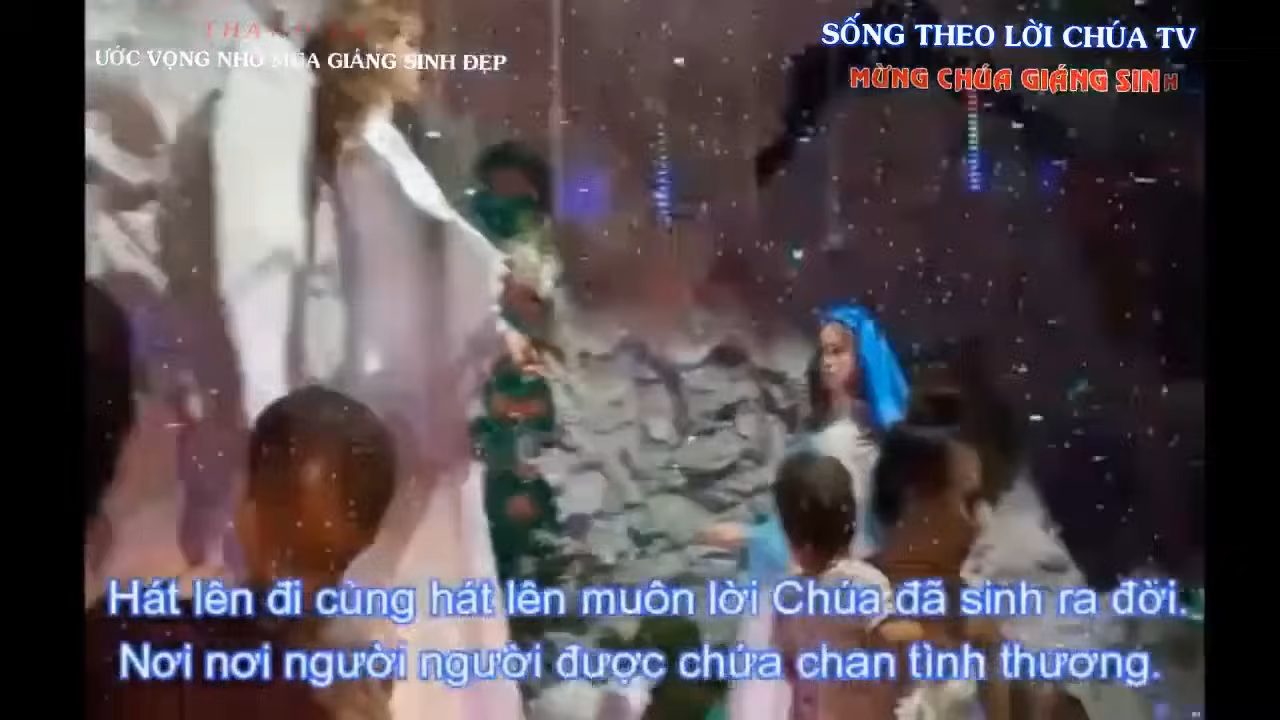 ƯỚC VỌNG NHỎ MÙA GIÁNG SINH ĐẸP
SỐNG THEO LỜI CHÚA TV
MỪNG CHÚA GIÁNG SINH
Hát lên đi cùng hát lên muôn lời Chúa đã sinh ra đời.
Nơi nơi người người được chứa chan tình thương.